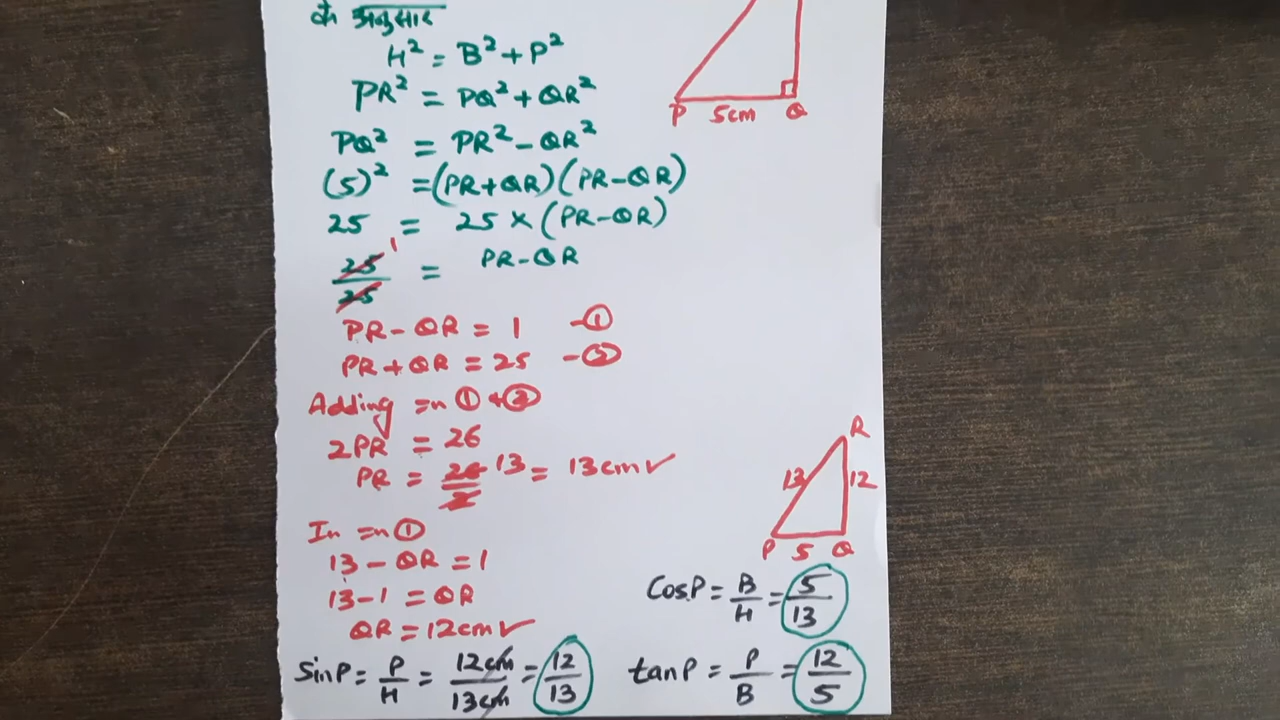 के अनुसार
H² = B² + P²
PR² = PQ² + QR²
PQ² = PR² - QR²
(5)² = (PR+QR)(PR-QR)
25 = 25 × (PR-QR)
25/25 1 = PR-QR
PR - QR = 1 -①
PR + QR = 25 -②
Adding =n ① + ②
2PR = 26
PR = 26/2 13 = 13cm ✓
In =n ①
13 - QR = 1
13 - 1 = QR
QR = 12cm ✓
SinP = P/H = 12cm/13cm = 12/13
P 5cm Q
R
13 12
P 5 Q
CosP = B/H = 5/13
tanP = P/B = 12/5